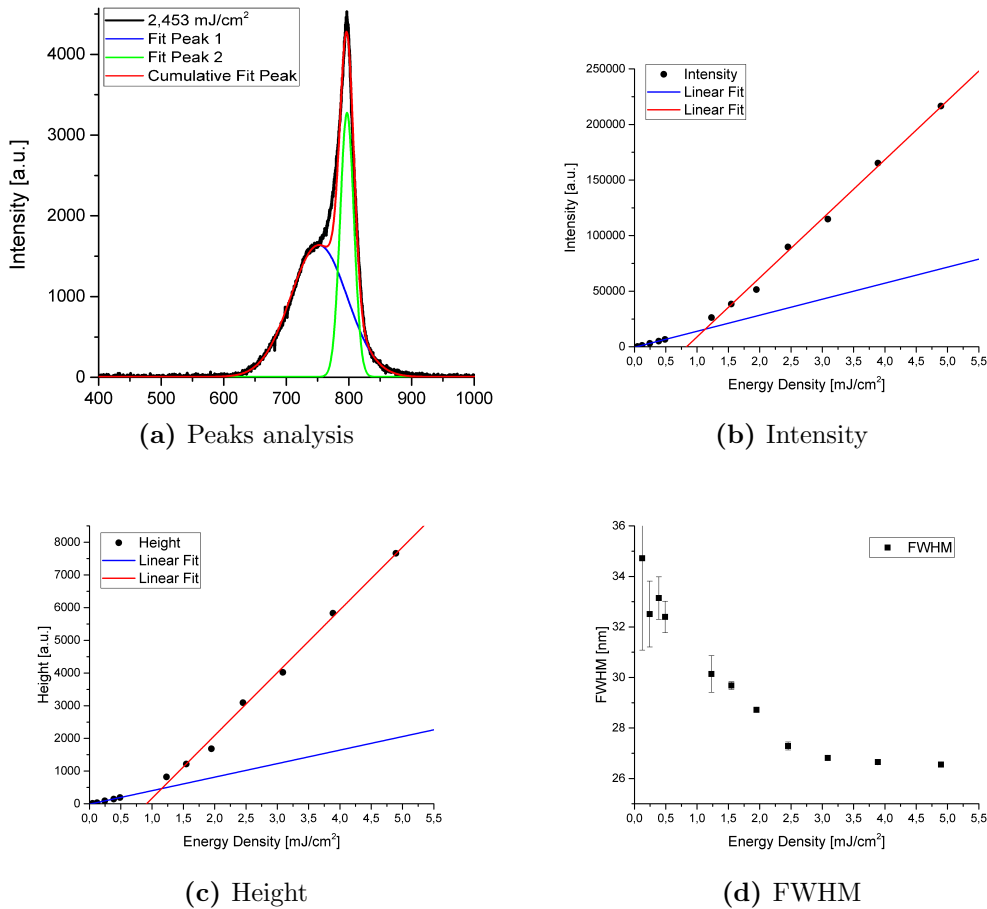 2,453 mJ/cm²
Fit Peak 1
Fit Peak 2
Cumulative Fit Peak
4000
3000
2000
1000
0
Intensity [a.u.]
400 500 600 700 800 900 1000
(a) Peaks analysis
Intensity
Linear Fit
Linear Fit
250000
200000
150000
100000
50000
0
Intensity [a.u.]
0,0 0,5 1,0 1,5 2,0 2,5 3,0 3,5 4,0 4,5 5,0 5,5
Energy Density [mJ/cm²]
(b) Intensity
Height
Linear Fit
Linear Fit
8000
7000
6000
5000
4000
3000
2000
1000
0
Height [a.u.]
0,0 0,5 1,0 1,5 2,0 2,5 3,0 3,5 4,0 4,5 5,0 5,5
Energy Density [mJ/cm²]
(c) Height
FWHM
36
34
32
30
28
26
FWHM [nm]
0,0 0,5 1,0 1,5 2,0 2,5 3,0 3,5 4,0 4,5 5,0 5,5
Energy Density [mJ/cm²]
(d) FWHM